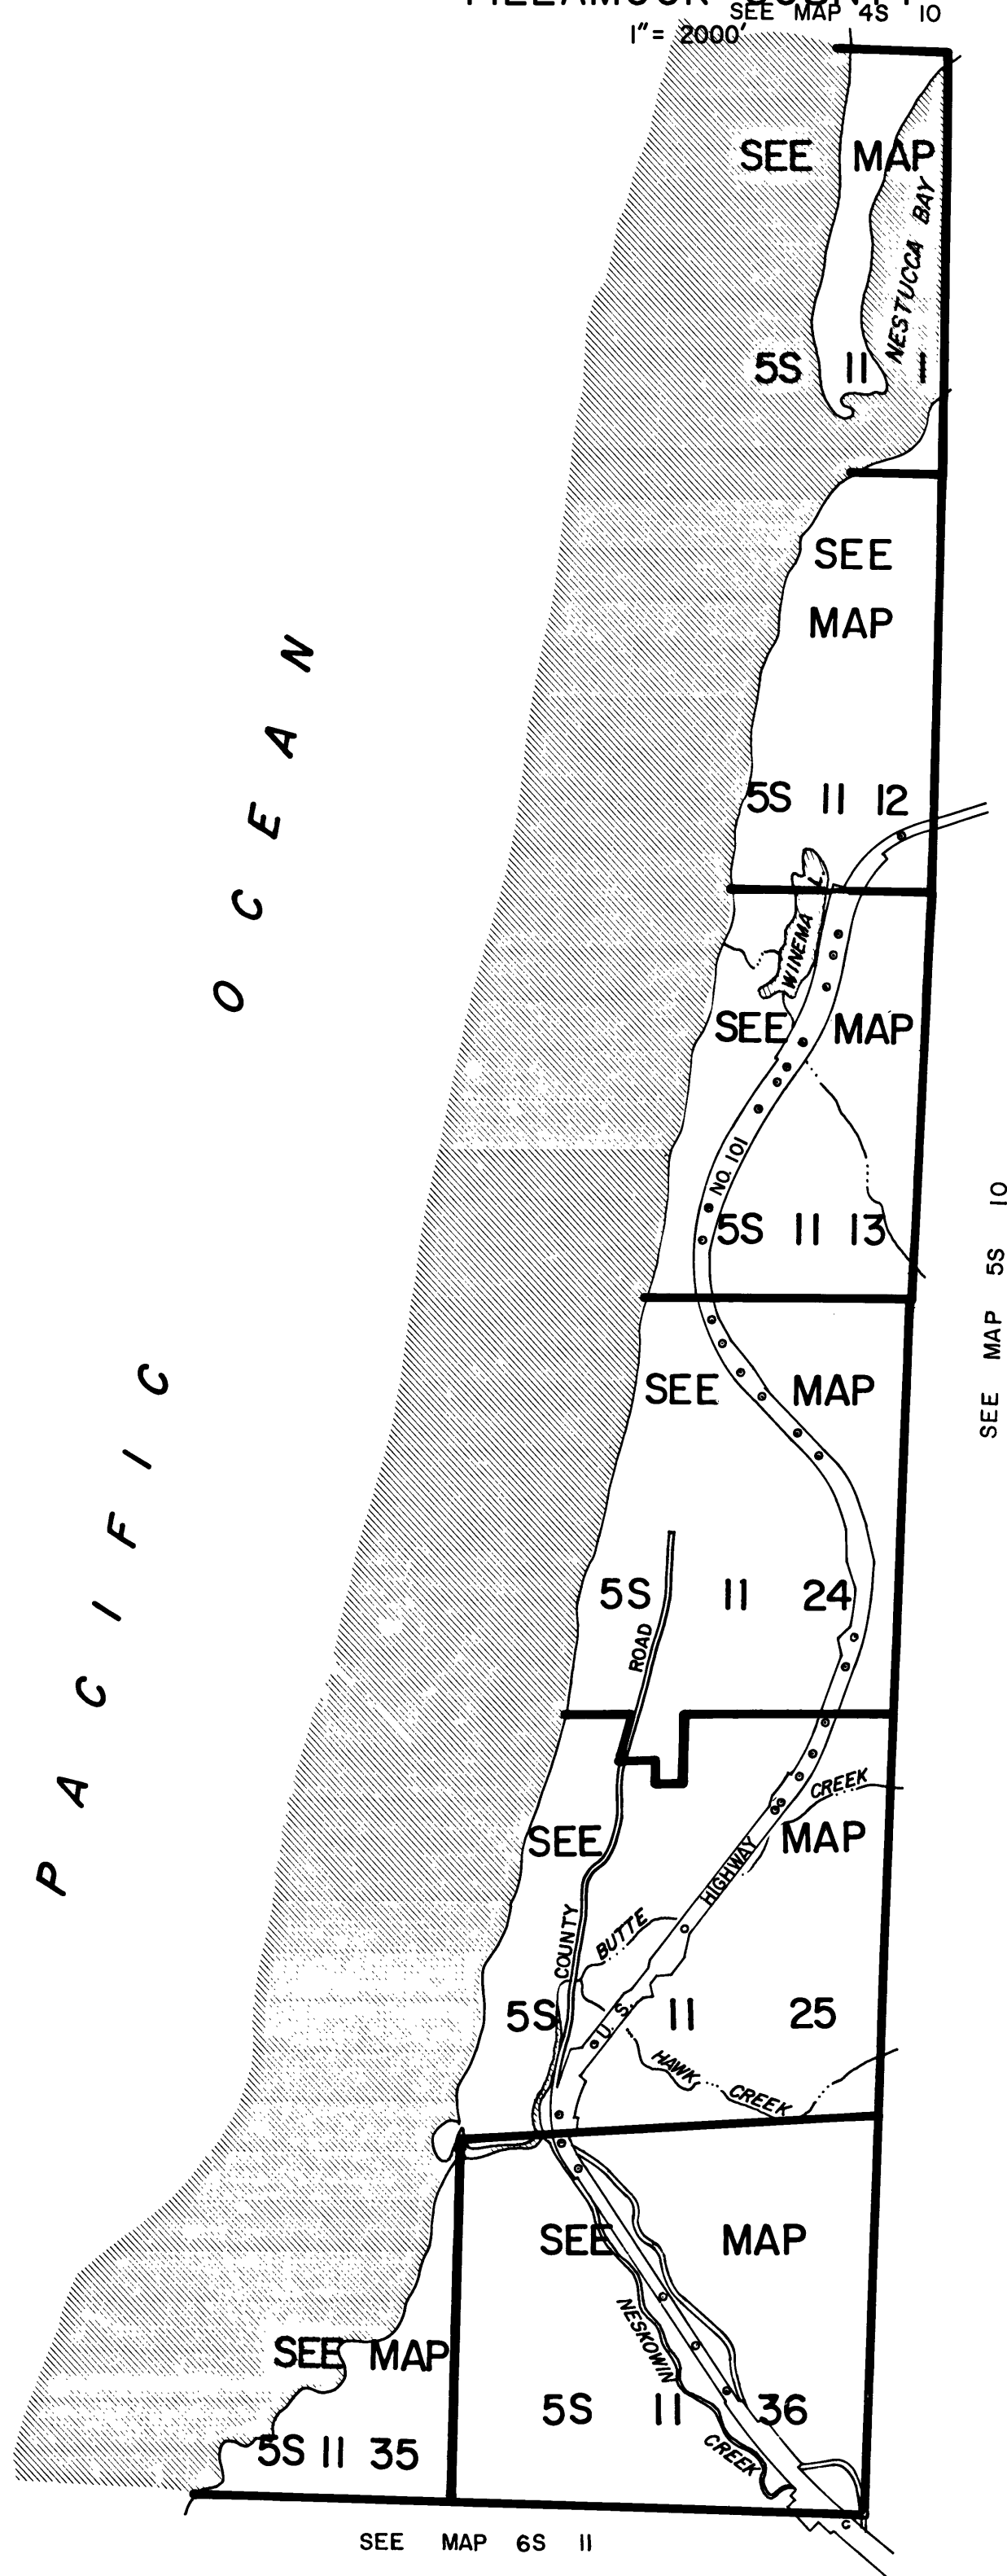 SEE MAP 4S 10
1" = 2000'
SEE MAP
NESTUCCA BAY
5S 11 1
SEE
MAP
5S 11 12
WINEMA L.
SEE MAP
NO. 101
5S 11 13
SEE MAP 5S 10
SEE MAP
5S 11 24
ROAD
PACIFIC OCEAN
CREEK
SEE MAP
HIGHWAY
COUNTY
BUTTE
5S 11 25
U. S.
HAWK CREEK
SEE MAP
NESKOWIN
SEE MAP
5S 11 36
CREEK
5S 11 35
SEE MAP 6S 11